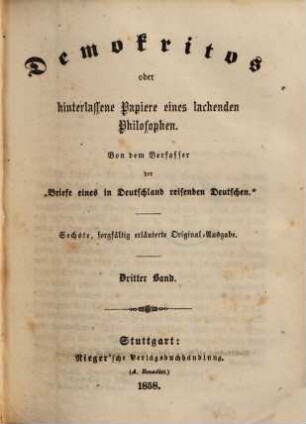 Demokritos
oder
hinterlassene Papiere eines lachenden
Philosophen.
Von dem Verfasser
der
„Briefe eines in Deutschland reisenden Deutschen.“
Sechste, sorgfältig erläuterte Original-Ausgabe.
Dritter Band.
Stuttgart:
Rieger'sche Verlagsbuchhandlung.
(A. Benedict.)
1858.